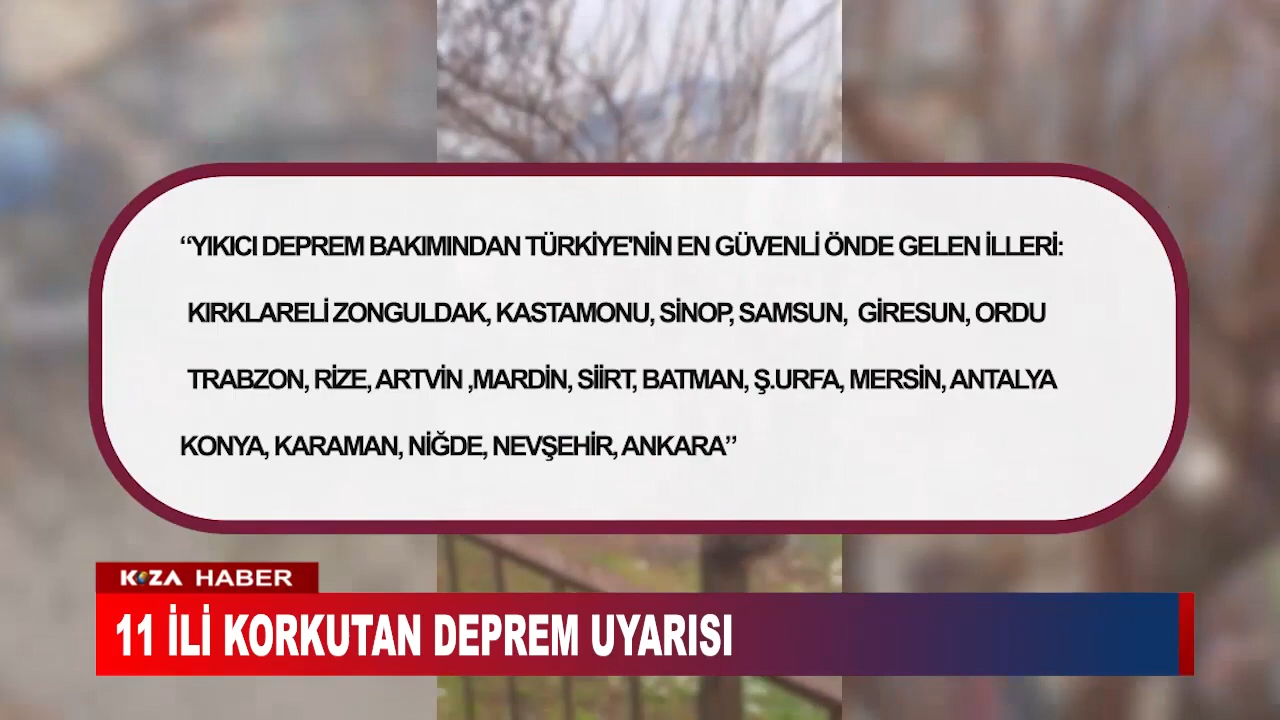 “YIKICI DEPREM BAKIMINDAN TÜRKİYE'NİN EN GÜVENLİ ÖNDE GELEN İLLERİ:
KIRKLARELİ ZONGULDAK, KASTAMONU, SİNOP, SAMSUN, GİRESUN, ORDU
TRABZON, RİZE, ARTVİN ,MARDİN, SİİRT, BATMAN, Ş.URFA, MERSİN, ANTALYA
KONYA, KARAMAN, NİĞDE, NEVŞEHİR, ANKARA”
KOZA HABER
11 İLİ KORKUTAN DEPREM UYARISI